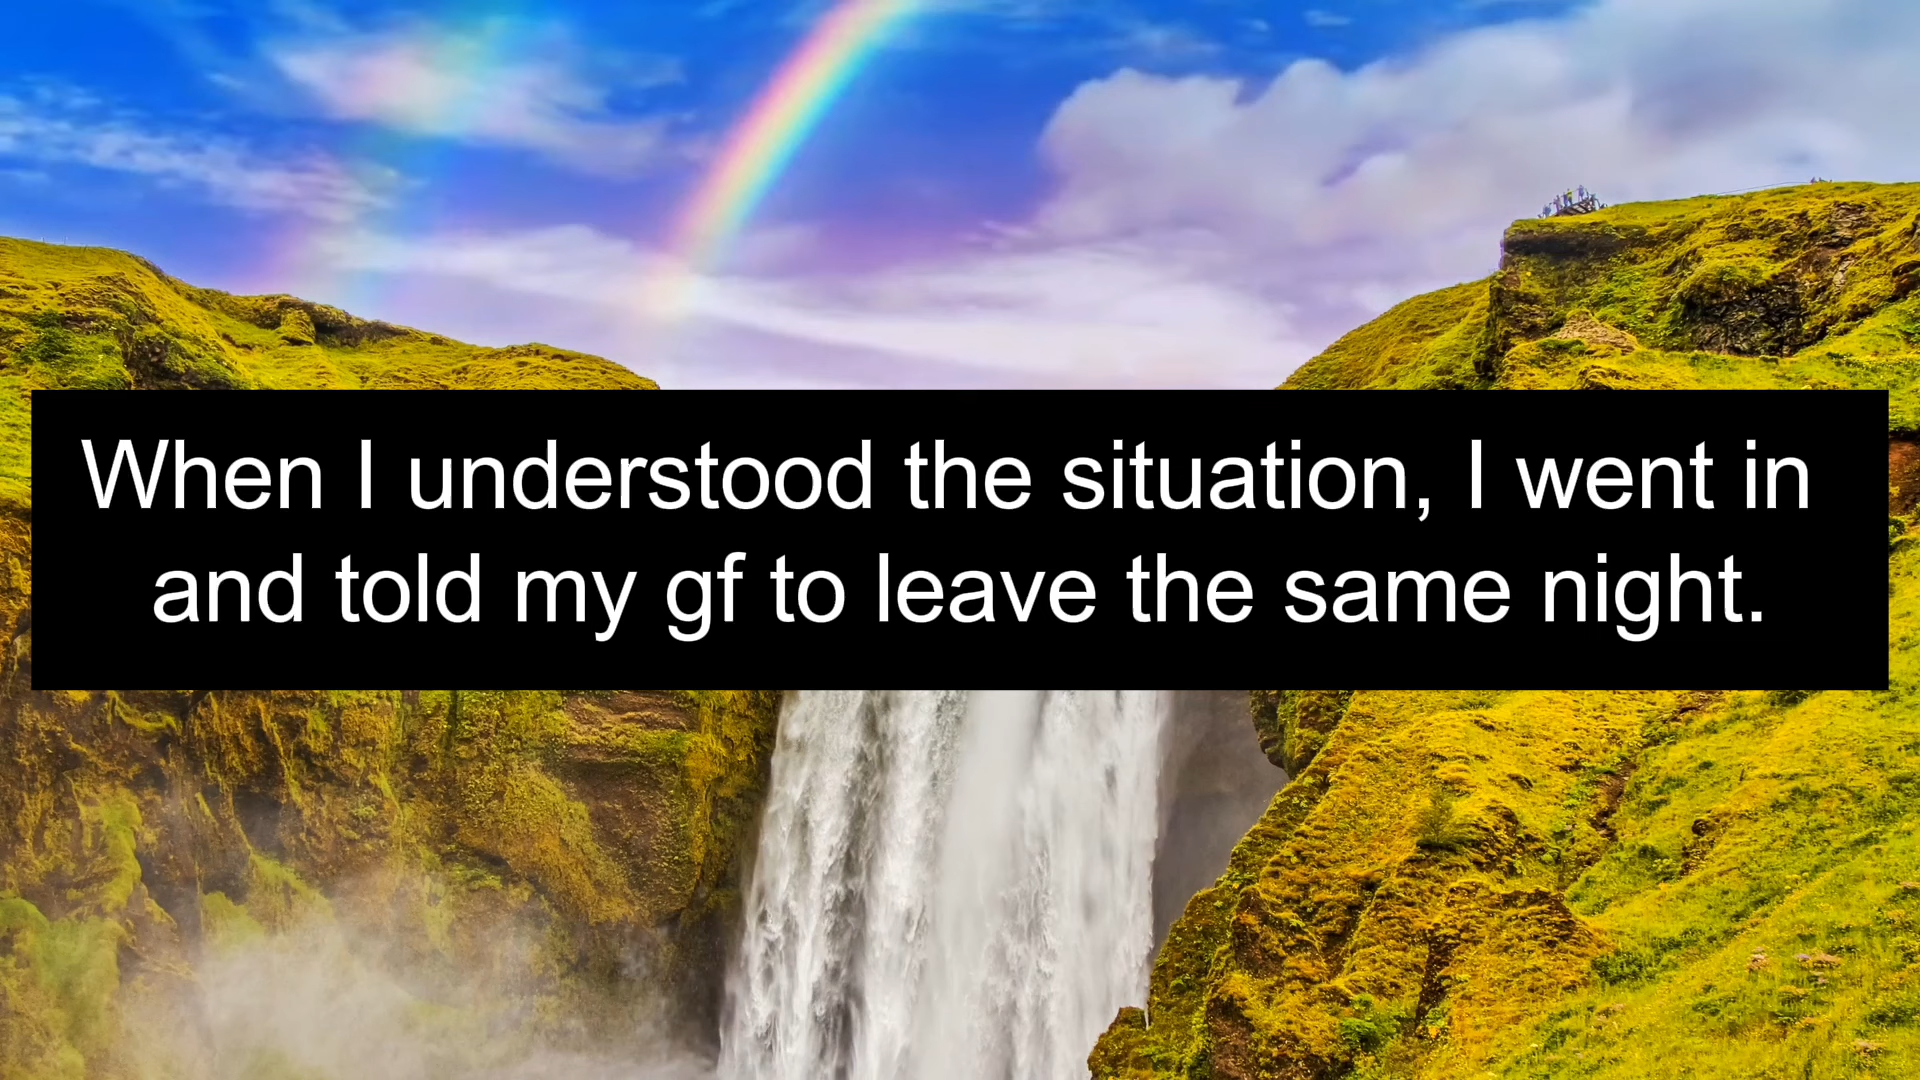 When I understood the situation, I went in
and told my gf to leave the same night.